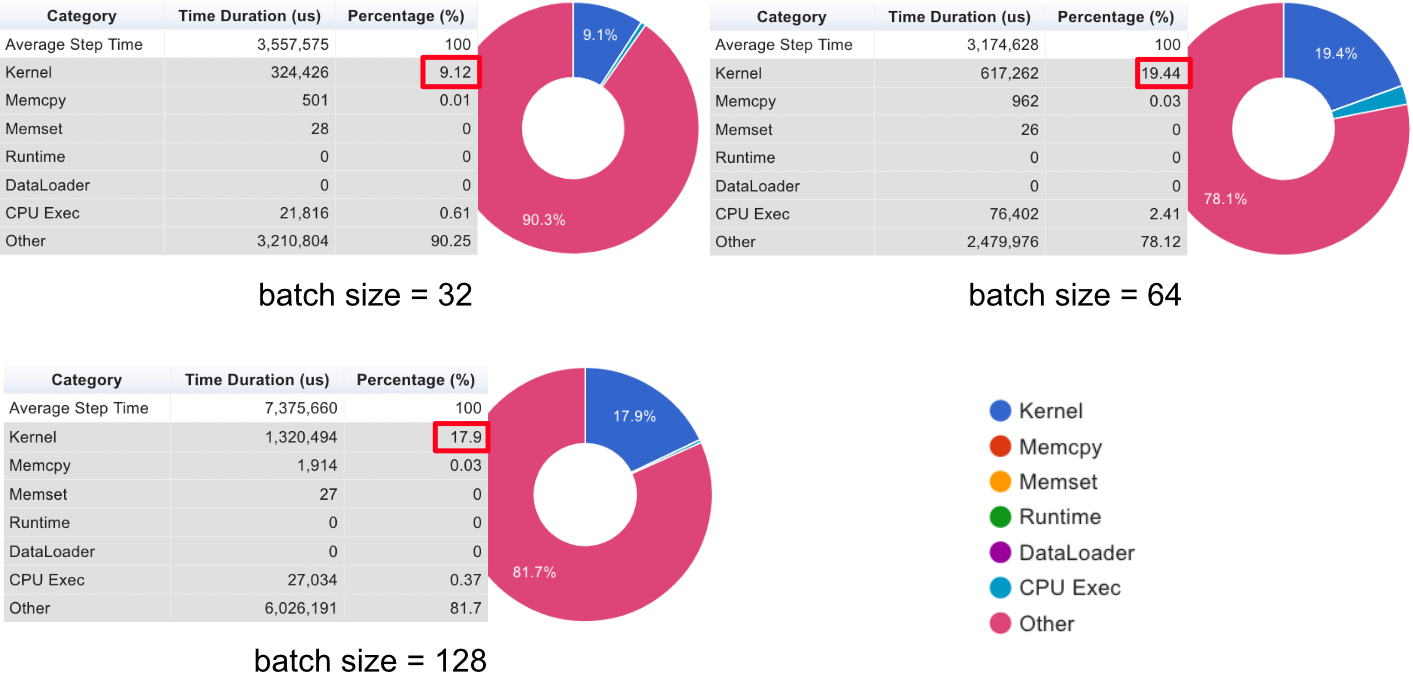 Category Time Duration (us) Percentage (%)
Average Step Time 3,557,575 100
Kernel 324,426 9.12
Memcpy 501 0.01
Memset 28 0
Runtime 0 0
DataLoader 0 0
CPU Exec 21,816 0.61
Other 3,210,804 90.25
9.1%
90.3%
batch size = 32
Category Time Duration (us) Percentage (%)
Average Step Time 3,174,628 100
Kernel 617,262 19.44
Memcpy 962 0.03
Memset 26 0
Runtime 0 0
DataLoader 0 0
CPU Exec 76,402 2.41
Other 2,479,976 78.12
19.4%
78.1%
batch size = 64
Category Time Duration (us) Percentage (%)
Average Step Time 7,375,660 100
Kernel 1,320,494 17.9
Memcpy 1,914 0.03
Memset 27 0
Runtime 0 0
DataLoader 0 0
CPU Exec 27,034 0.37
Other 6,026,191 81.7
17.9%
81.7%
batch size = 128
Kernel
Memcpy
Memset
Runtime
DataLoader
CPU Exec
Other